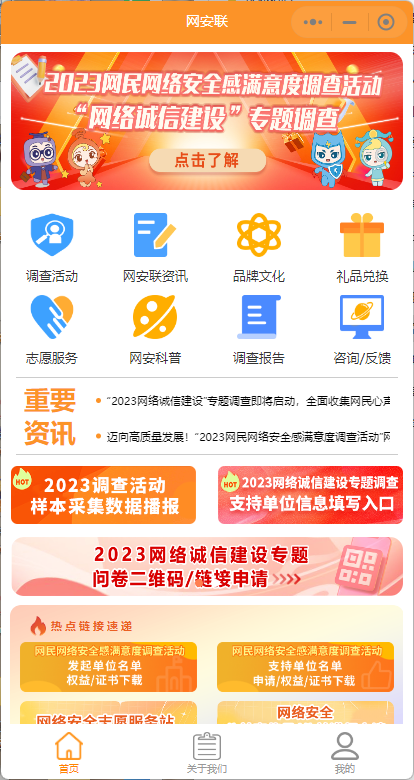 网安联
2023网民网络安全感满意度调查活动
“网络诚信建设”专题调查
点击了解
调查活动
网安联资讯
品牌文化
礼品兑换
志愿服务
网安科普
调查报告
咨询/反馈
重要
资讯
“2023网络诚信建设”专题调查即将启动，全面收集网民心声
迈向高质量发展！“2023网民网络安全感满意度调查活动”网
HOT
2023调查活动
样本采集数据播报
HOT
2023网络诚信建设专题调查
支持单位信息填写入口
2023网络诚信建设专题
问卷二维码/链接申请
热点链接速递
网民网络安全感满意度调查活动
发起单位名单
权益/证书下载
网民网络安全感满意度调查活动
支持单位名单
申请/权益/证书下载
网络安全志愿服务站
网络安全
首页
关于我们
我的